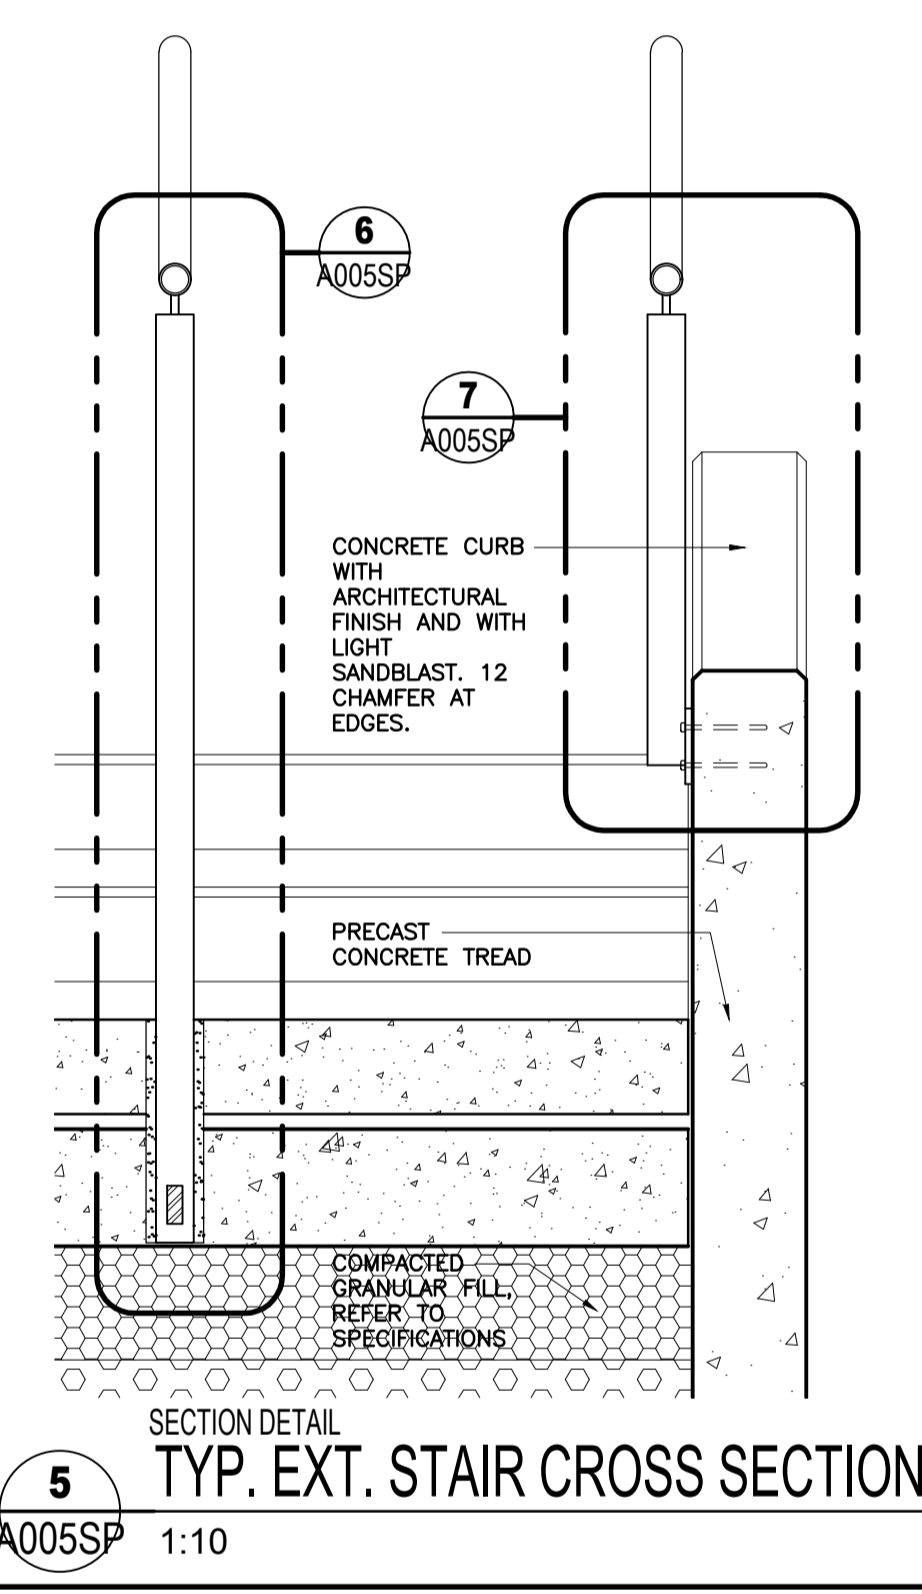 6
A005SP
7
A005SP
CONCRETE CURB
WITH
ARCHITECTURAL
FINISH AND WITH
LIGHT
SANDBLAST. 12
CHAMFER AT
EDGES.
PRECAST
CONCRETE TREAD
COMPACTED
GRANULAR FILL,
REFER TO
SPECIFICATIONS
SECTION DETAIL
5
TYP. EXT. STAIR CROSS SECTION
A005SP
1:10